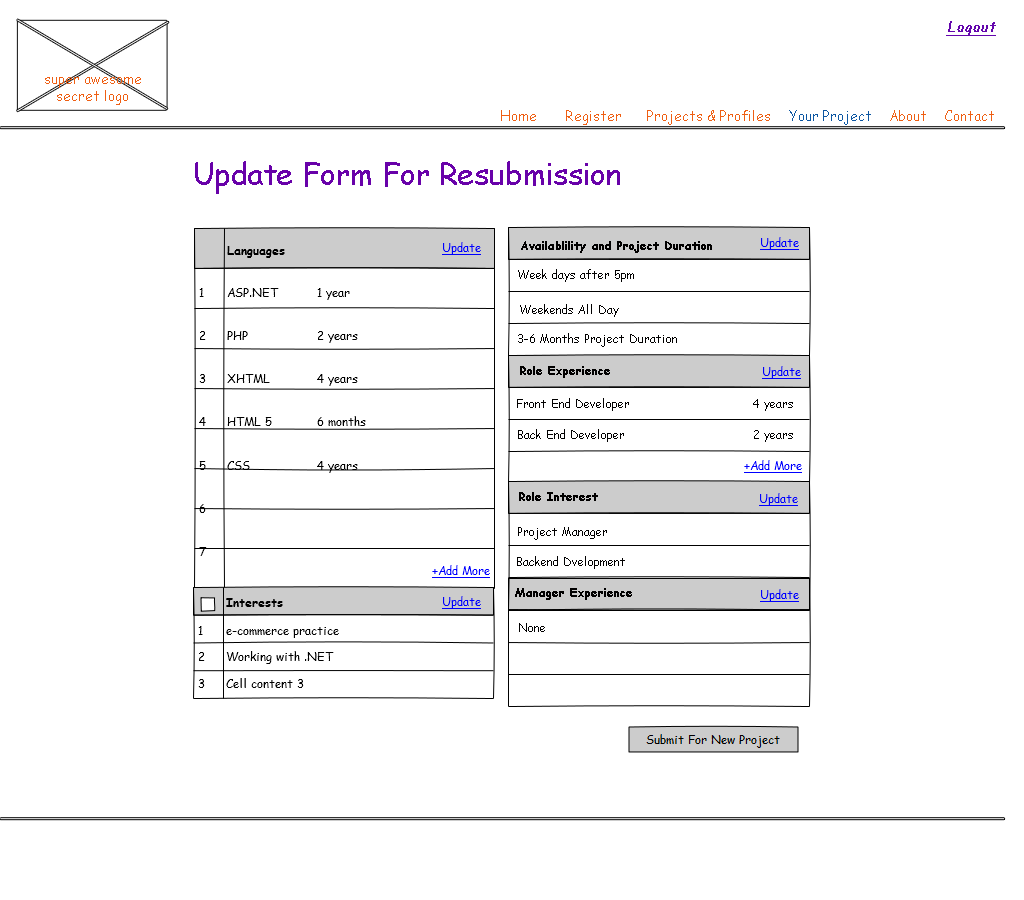 Logout
super awesome
secret logo
Home Register Projects & Profiles Your Project About Contact
Update Form For Resubmission
Languages Update
1 ASP.NET 1 year
2 PHP 2 years
3 XHTML 4 years
4 HTML 5 6 months
5 CSS 4 years
6
7
+Add More
Interests Update
1 e-commerce practice
2 Working with .NET
3 Cell content 3
Availablility and Project Duration Update
Week days after 5pm
Weekends All Day
3-6 Months Project Duration
Role Experience Update
Front End Developer 4 years
Back End Developer 2 years
+Add More
Role Interest Update
Project Manager
Backend Dvelopment
Manager Experience Update
None
Submit For New Project